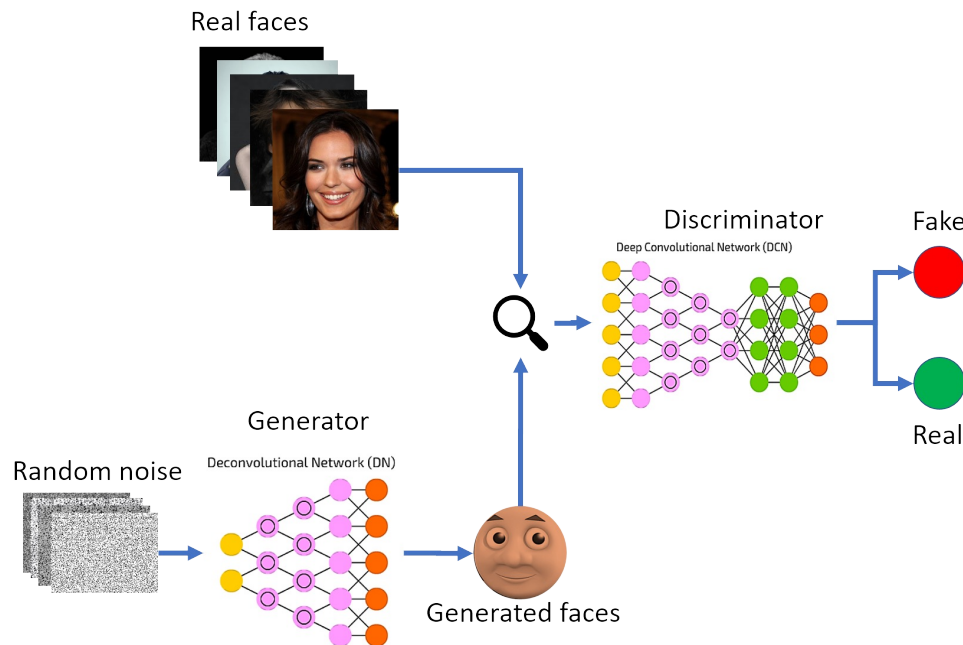 Real faces
Discriminator
Fake
Deep Convolutional Network (DCN)
Generator
Real
Deconvolutional Network (DN)
Random noise
Generated faces